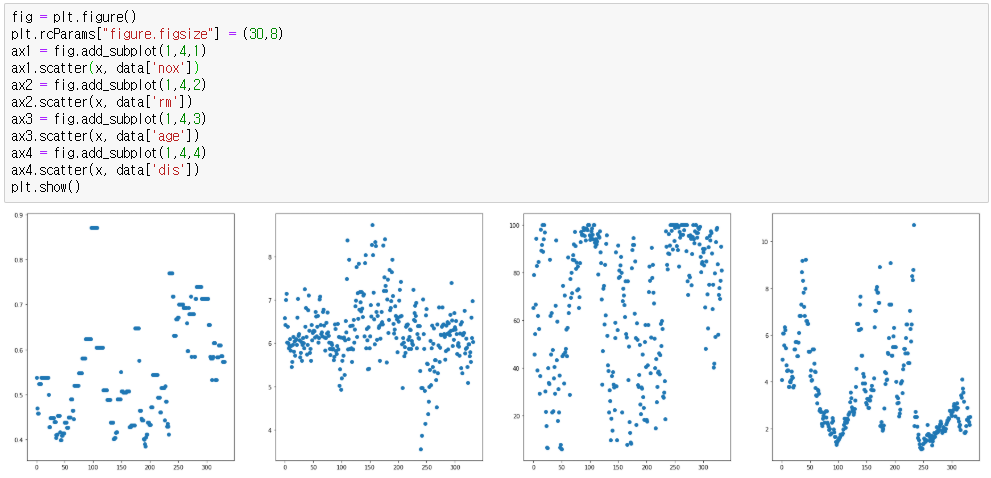 fig = plt.figure()
plt.rcParams["figure.figsize"] = (30,8)
ax1 = fig.add_subplot(1,4,1)
ax1.scatter(x, data['nox'])
ax2 = fig.add_subplot(1,4,2)
ax2.scatter(x, data['rm'])
ax3 = fig.add_subplot(1,4,3)
ax3.scatter(x, data['age'])
ax4 = fig.add_subplot(1,4,4)
ax4.scatter(x, data['dis'])
plt.show()
0.9
0.8
0.7
0.6
0.5
0.4
0 50 100 150 200 250 300
8
7
6
5
4
0 50 100 150 200 250 300
100
80
60
40
20
0 50 100 150 200 250 300
10
8
6
4
2
0 50 100 150 200 250 300